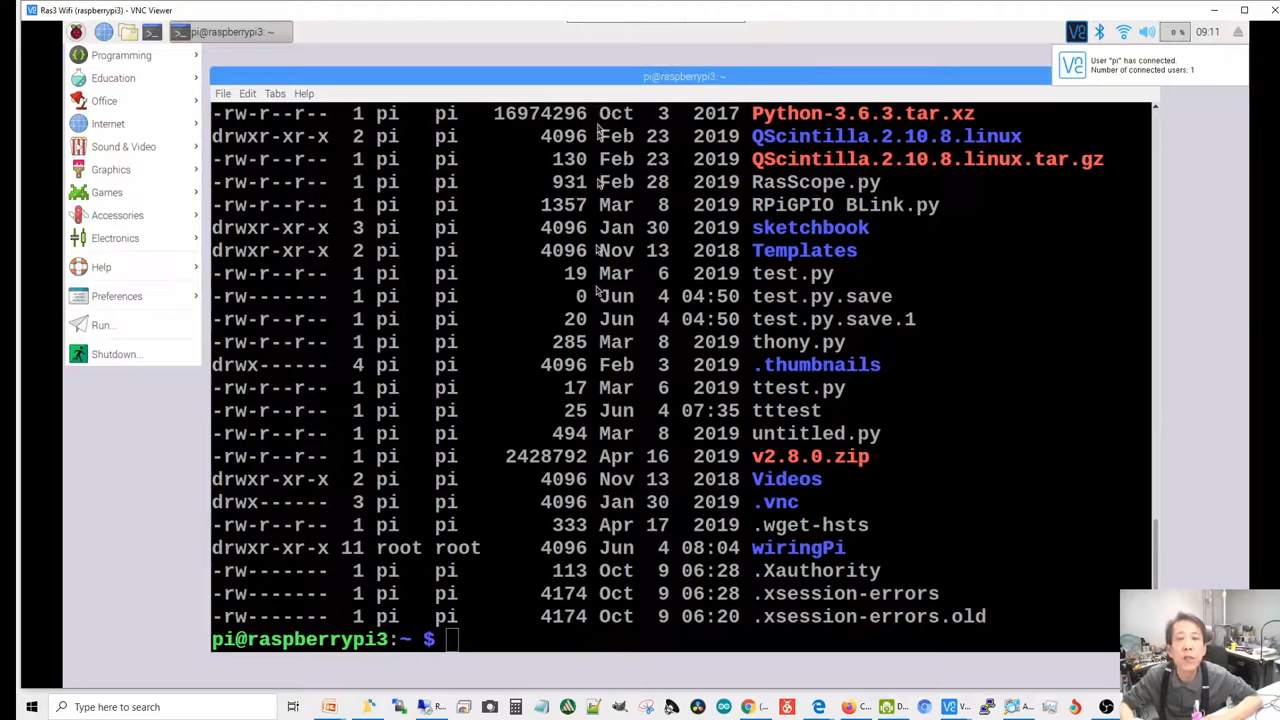 Ras3 Wifi (raspberrypi3) - VNC Viewer
pi@raspberrypi3: ~
0 %
09:11
User "pi" has connected.
Number of connected users: 1
Programming
Education
Office
Internet
Sound & Video
Graphics
Games
Accessories
Electronics
Help
Preferences
Run...
Shutdown...
pi@raspberrypi3: ~
File Edit Tabs Help
-rw-r--r-- 1 pi pi 16974296 Oct 3 2017 Python-3.6.3.tar.xz
drwxr-xr-x 2 pi pi 4096 Feb 23 2019 QScintilla.2.10.8.linux
-rw-r--r-- 1 pi pi 130 Feb 23 2019 QScintilla.2.10.8.linux.tar.gz
-rw-r--r-- 1 pi pi 931 Feb 28 2019 RasScope.py
-rw-r--r-- 1 pi pi 1357 Mar 8 2019 RPiGPIO BLink.py
drwxr-xr-x 3 pi pi 4096 Jan 30 2019 sketchbook
drwxr-xr-x 2 pi pi 4096 Nov 13 2018 Templates
-rw-r--r-- 1 pi pi 19 Mar 6 2019 test.py
-rw-r--r-- 1 pi pi 0 Jun 4 04:50 test.py.save
-rw-r--r-- 1 pi pi 20 Jun 4 04:50 test.py.save.1
-rw-r--r-- 1 pi pi 285 Mar 8 2019 thony.py
drwx------ 4 pi pi 4096 Feb 3 2019 .thumbnails
-rw-r--r-- 1 pi pi 17 Mar 6 2019 ttest.py
-rw-r--r-- 1 pi pi 25 Jun 4 07:35 tttest
-rw-r--r-- 1 pi pi 494 Mar 8 2019 untitled.py
-rw-r--r-- 1 pi pi 2428792 Apr 16 2019 v2.8.0.zip
drwxr-xr-x 2 pi pi 4096 Nov 13 2018 Videos
drwx------ 3 pi pi 4096 Jan 30 2019 .vnc
-rw-r--r-- 1 pi pi 333 Apr 17 2019 .wget-hsts
drwxr-xr-x 11 root root 4096 Jun 4 08:04 wiringPi
-rw------- 1 pi pi 113 Oct 9 06:28 .Xauthority
-rw------- 1 pi pi 4174 Oct 9 06:28 .xsession-errors
-rw------- 1 pi pi 4174 Oct 9 06:20 .xsession-errors.old
pi@raspberrypi3:~ $
Type here to search